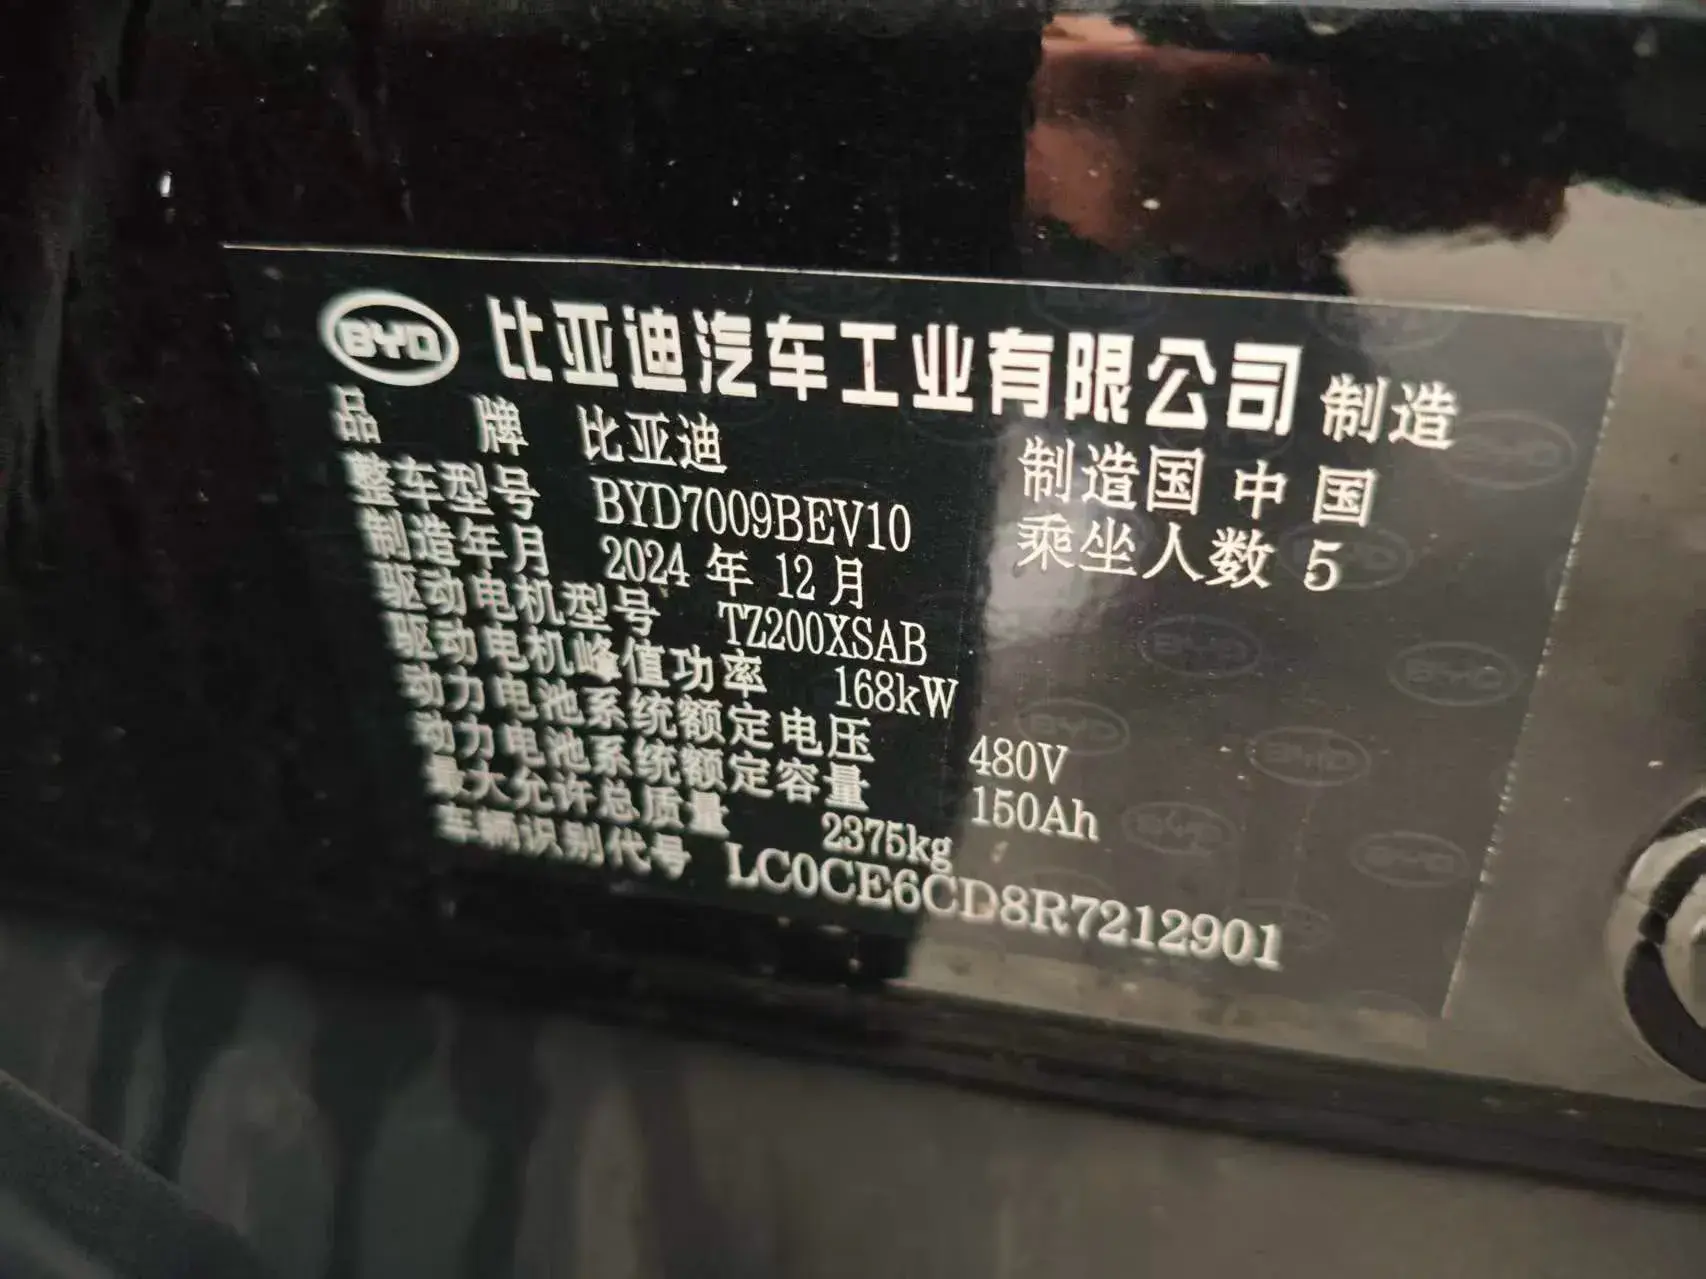 BYD 比亚迪汽车工业有限公司 制造
品 牌 比亚迪 制造国 中国
整车型号 BYD7009BEV10 乘坐人数 5
制造年月 2024 年 12 月
驱动电机型号 TZ200XSAB
驱动电机峰值功率 168kW
动力电池系统额定电压 480V
动力电池系统额定容量 150Ah
最大允许总质量 2375kg
车辆识别代号 LC0CE6CD8R7212901